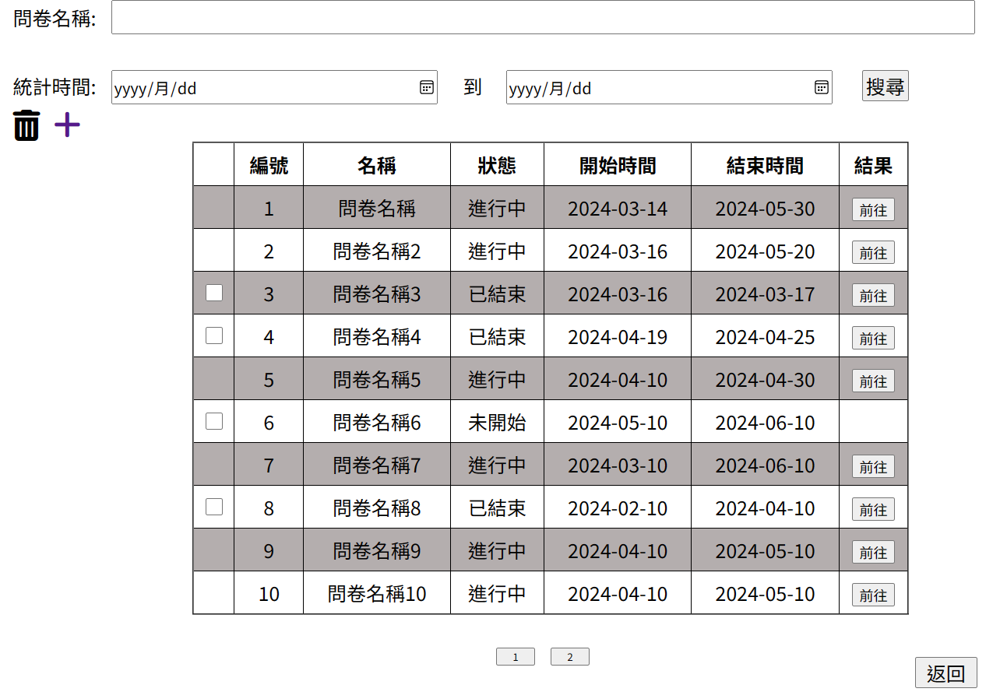 問卷名稱:
統計時間: yyyy/月/dd 到 yyyy/月/dd 搜尋
編號 名稱 狀態 開始時間 結束時間 結果
1 問卷名稱 進行中 2024-03-14 2024-05-30 前往
2 問卷名稱2 進行中 2024-03-16 2024-05-20 前往
3 問卷名稱3 已結束 2024-03-16 2024-03-17 前往
4 問卷名稱4 已結束 2024-04-19 2024-04-25 前往
5 問卷名稱5 進行中 2024-04-10 2024-04-30 前往
6 問卷名稱6 未開始 2024-05-10 2024-06-10
7 問卷名稱7 進行中 2024-03-10 2024-06-10 前往
8 問卷名稱8 已結束 2024-02-10 2024-04-10 前往
9 問卷名稱9 進行中 2024-04-10 2024-05-10 前往
10 問卷名稱10 進行中 2024-04-10 2024-05-10 前往
1 2
返回